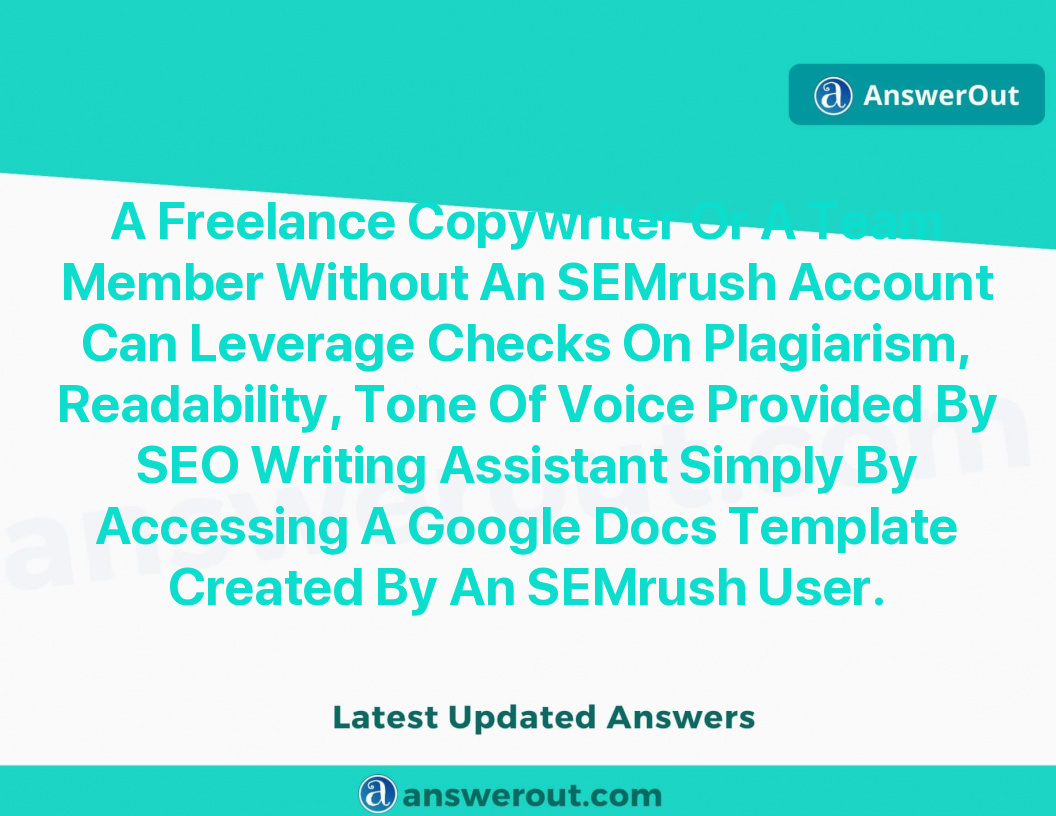 AnswerOut
A Freelance Copywriter Or A Team
Member Without An SEMrush Account
Can Leverage Checks On Plagiarism,
Readability, Tone Of Voice Provided By
SEO Writing Assistant Simply By
Accessing A Google Docs Template
Created By An SEMrush User.
answerout.com
Latest Updated Answers
answerout.com